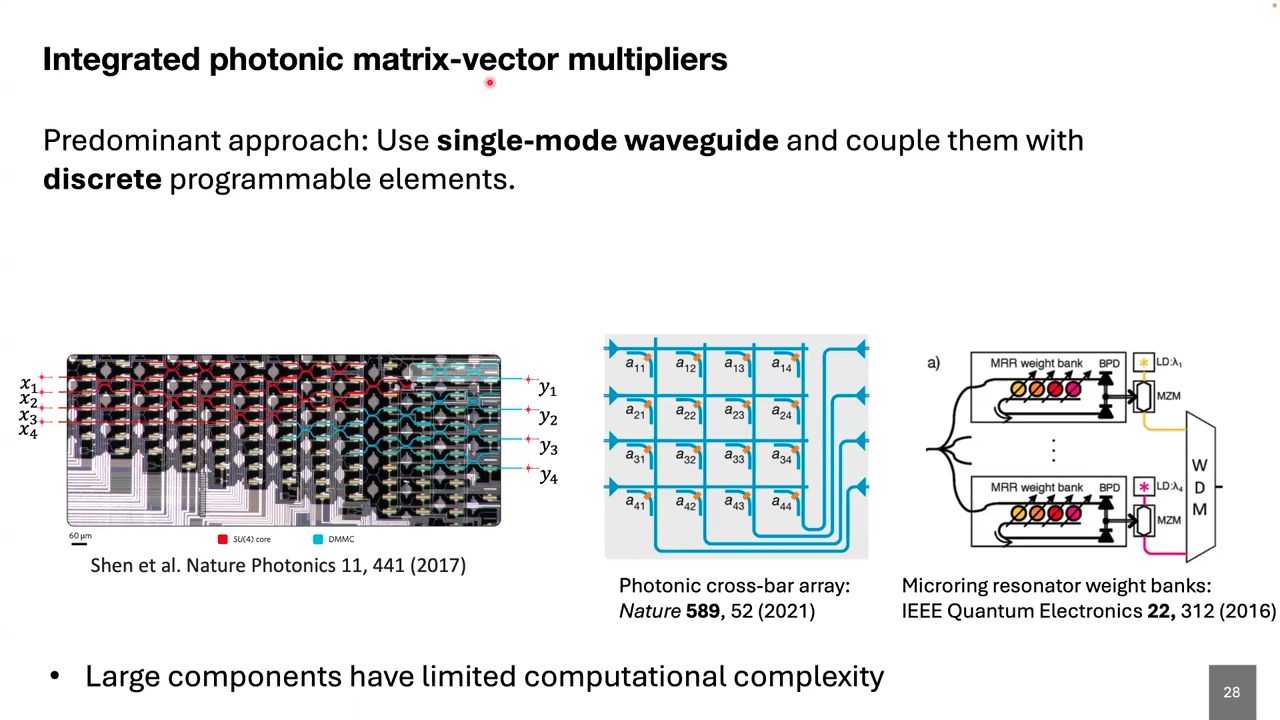 Integrated photonic matrix-vector multipliers
Predominant approach: Use single-mode waveguide and couple them with
discrete programmable elements.
x₁
x₂
x₃
x₄
y₁
y₂
y₃
y₄
60 μm
SU(4) core
DMMC
Shen et al. Nature Photonics 11, 441 (2017)
a₁₁ a₁₂ a₁₃ a₁₄
a₂₁ a₂₂ a₂₃ a₂₄
a₃₁ a₃₂ a₃₃ a₃₄
a₄₁ a₄₂ a₄₃ a₄₄
Photonic cross-bar array:
Nature 589, 52 (2021)
a)
MRR weight bank BPD LD:λ₁
MZM
WDM
MRR weight bank BPD LD:λ₄
MZM
Microring resonator weight banks:
IEEE Quantum Electronics 22, 312 (2016)
• Large components have limited computational complexity
28